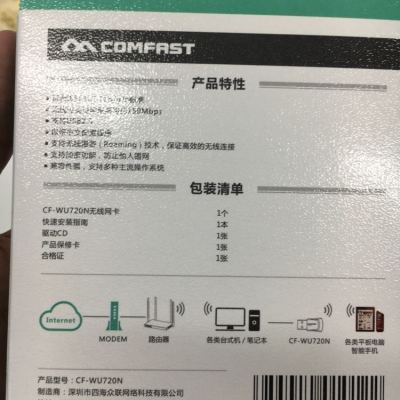 COMFAST
产品特性
150Mbps
支持无线漫游（Roaming）技术，保证高效的无线连接
支持加密功能，防止他人蹭网
兼容性强，支持多种主流操作系统
包装清单
CF-WU720N无线网卡 1个
快速安装指南 1本
驱动CD 1张
产品保修卡 1张
合格证 1张
Internet
MODEM 路由器 各类台式机／笔记本 CF-WU720N 各类平板电脑
智能手机
产品型号：CF-WU720N
制造商：深圳市四海众联网络科技有限公司